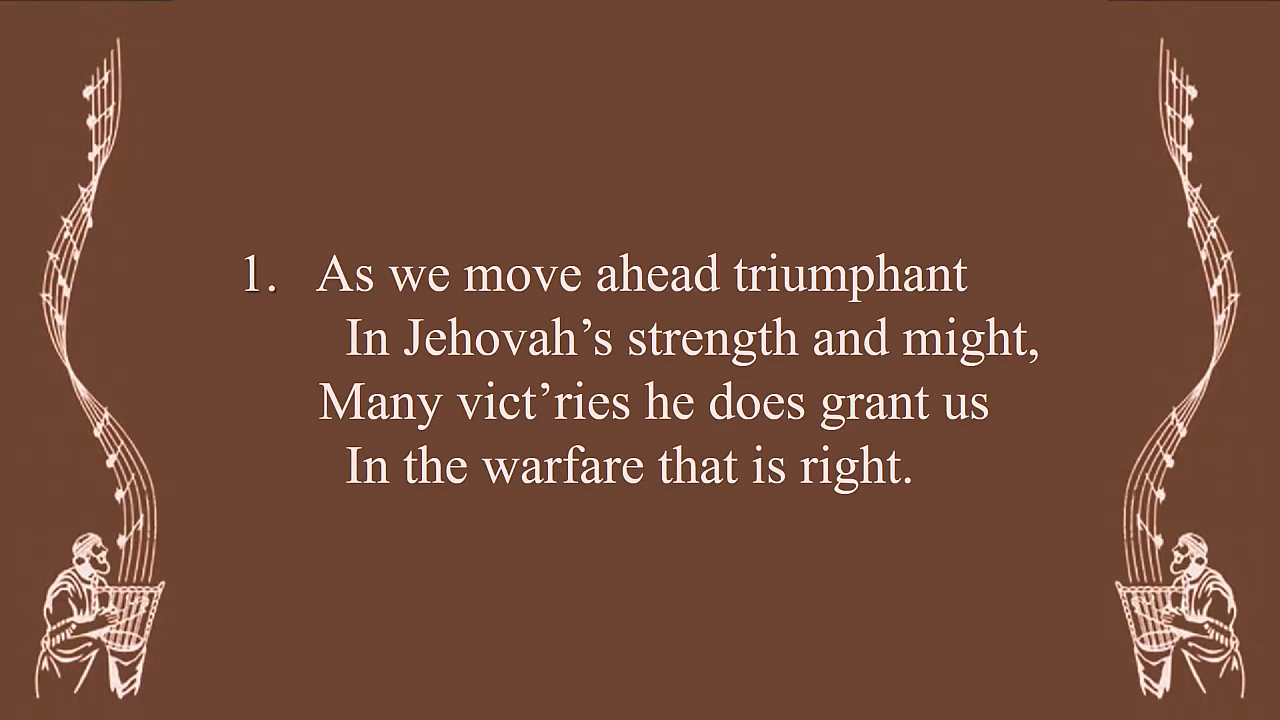 1. As we move ahead triumphant
In Jehovah’s strength and might,
Many vict’ries he does grant us
In the warfare that is right.